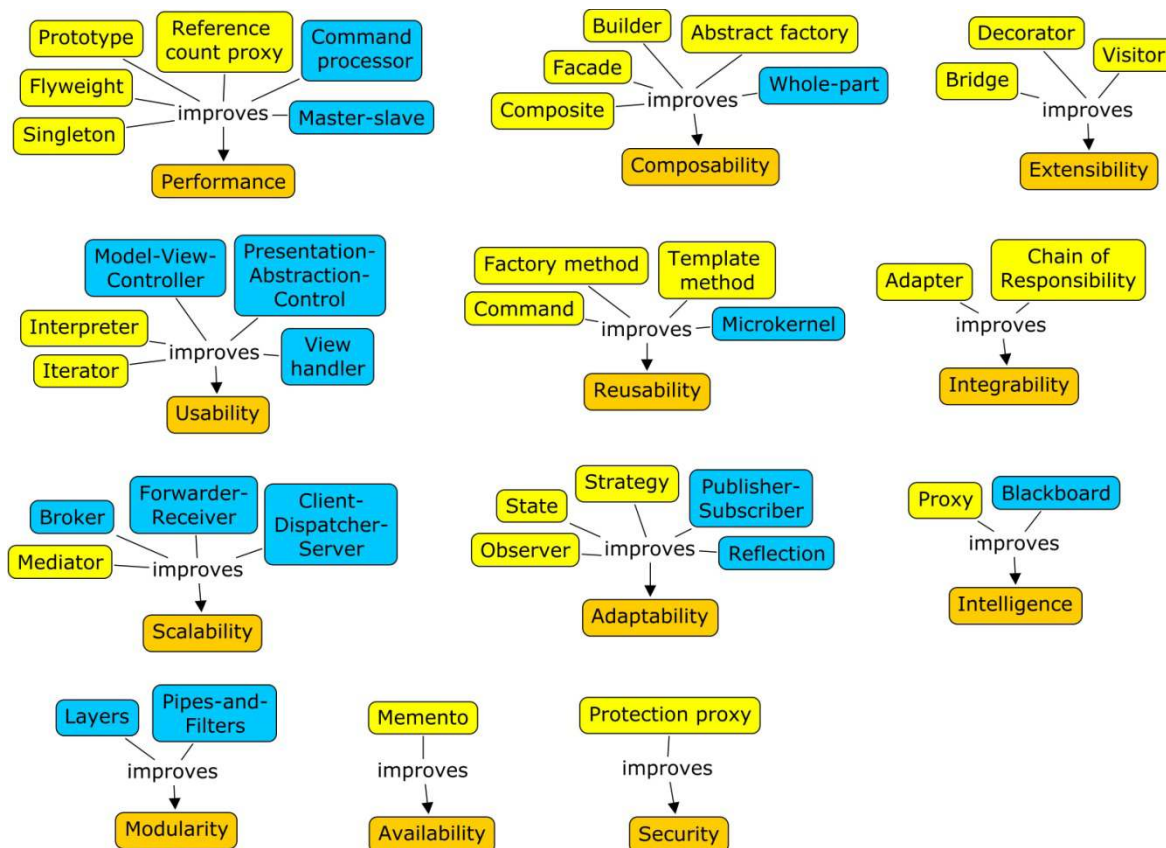 Prototype
Reference
count proxy
Command
processor
Flyweight
Singleton
improves
Master-slave
Performance
Builder
Abstract factory
Facade
Composite
improves
Whole-part
Composability
Decorator
Visitor
Bridge
improves
Extensibility
Model-View-
Controller
Presentation-
Abstraction-
Control
Interpreter
Iterator
improves
View
handler
Usability
Factory method
Template
method
Command
improves
Microkernel
Reusability
Adapter
Chain of
Responsibility
improves
Integrability
Broker
Forwarder-
Receiver
Client-
Dispatcher-
Server
Mediator
improves
Scalability
State
Strategy
Publisher-
Subscriber
Observer
improves
Reflection
Adaptability
Proxy
Blackboard
improves
Intelligence
Layers
Pipes-and-
Filters
improves
Modularity
Memento
improves
Availability
Protection proxy
improves
Security